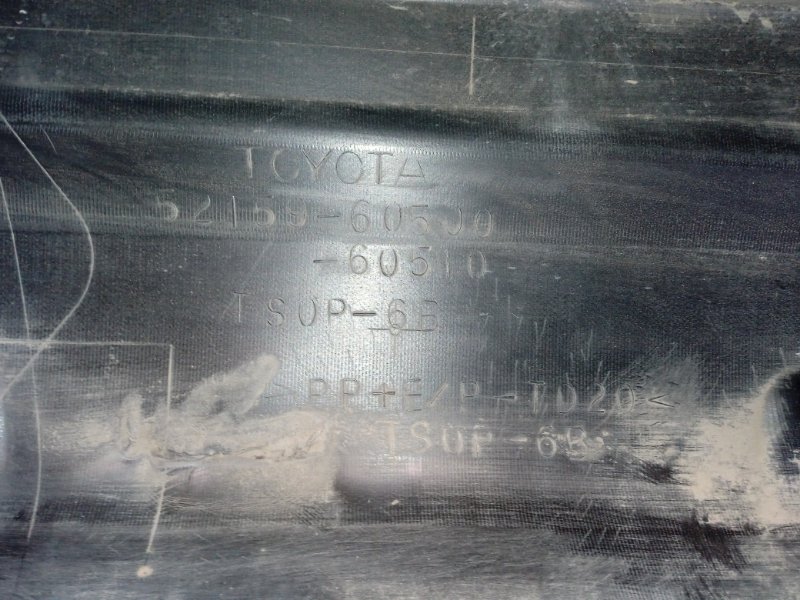 TOYOTA
52159-60500
-60510
TSOP-6B
>PP+E/P-TD20<
TSOP-6B